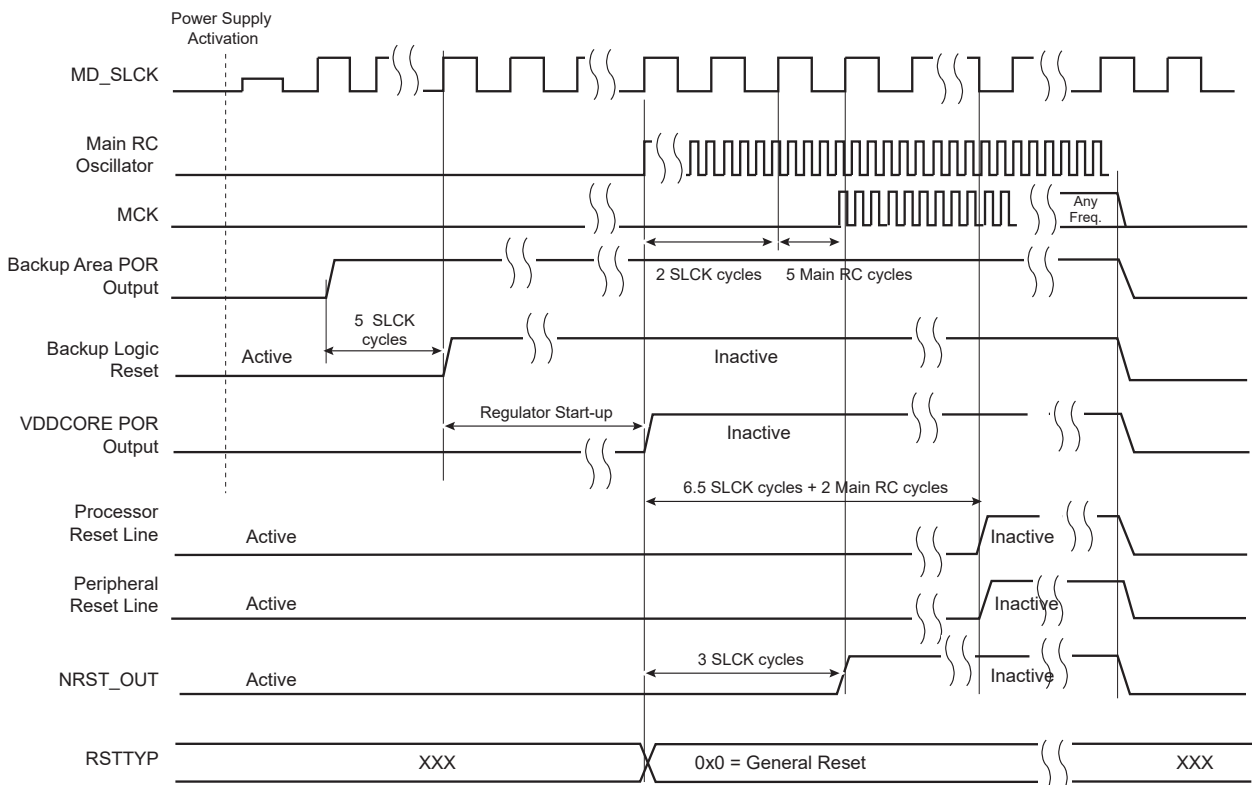 Power Supply
Activation
MD_SLCK
Main RC
Oscillator
MCK
Any
Freq.
2 SLCK cycles
5 Main RC cycles
Backup Area POR
Output
5 SLCK
cycles
Backup Logic
Reset
Active
Inactive
Regulator Start-up
VDDCORE POR
Output
Inactive
6.5 SLCK cycles + 2 Main RC cycles
Processor
Reset Line
Active
Inactive
Peripheral
Reset Line
Active
Inactive
3 SLCK cycles
NRST_OUT
Active
Inactive
RSTTYP
XXX
0x0 = General Reset
XXX